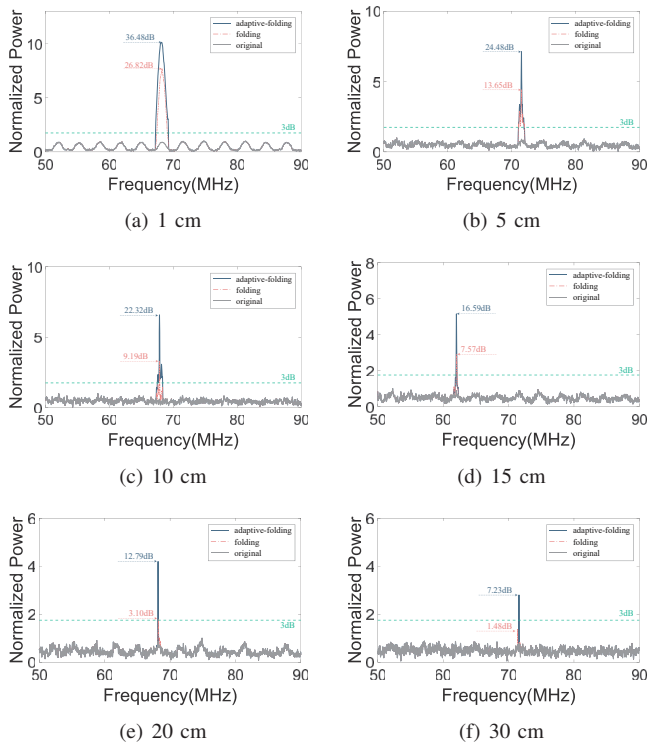 adaptive-folding
folding
original
36.48dB
26.82dB
3dB
Normalized Power
10
5
0
50 60 70 80 90
Frequency(MHz)
(a) 1 cm
adaptive-folding
folding
original
24.48dB
13.65dB
3dB
Normalized Power
10
5
0
50 60 70 80 90
Frequency(MHz)
(b) 5 cm
adaptive-folding
folding
original
22.32dB
9.19dB
3dB
Normalized Power
10
5
0
50 60 70 80 90
Frequency(MHz)
(c) 10 cm
adaptive-folding
folding
original
16.59dB
7.57dB
3dB
Normalized Power
8
6
4
2
0
50 60 70 80 90
Frequency(MHz)
(d) 15 cm
adaptive-folding
folding
original
12.79dB
3.10dB
3dB
Normalized Power
6
4
2
0
50 60 70 80 90
Frequency(MHz)
(e) 20 cm
adaptive-folding
folding
original
7.23dB
1.48dB
3dB
Normalized Power
6
4
2
0
50 60 70 80 90
Frequency(MHz)
(f) 30 cm